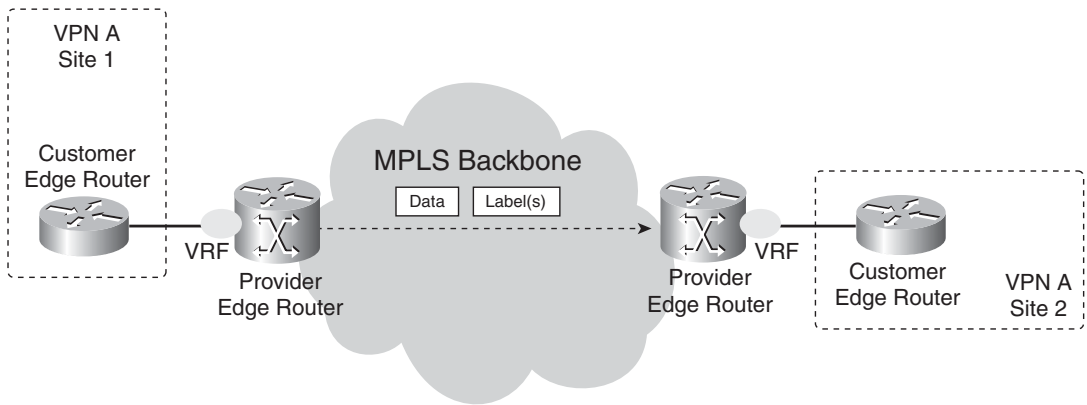 VPN A
Site 1
Customer
Edge Router
VRF
Provider
Edge Router
MPLS Backbone
Data
Label(s)
Provider
Edge Router
VRF
Customer
Edge Router
VPN A
Site 2